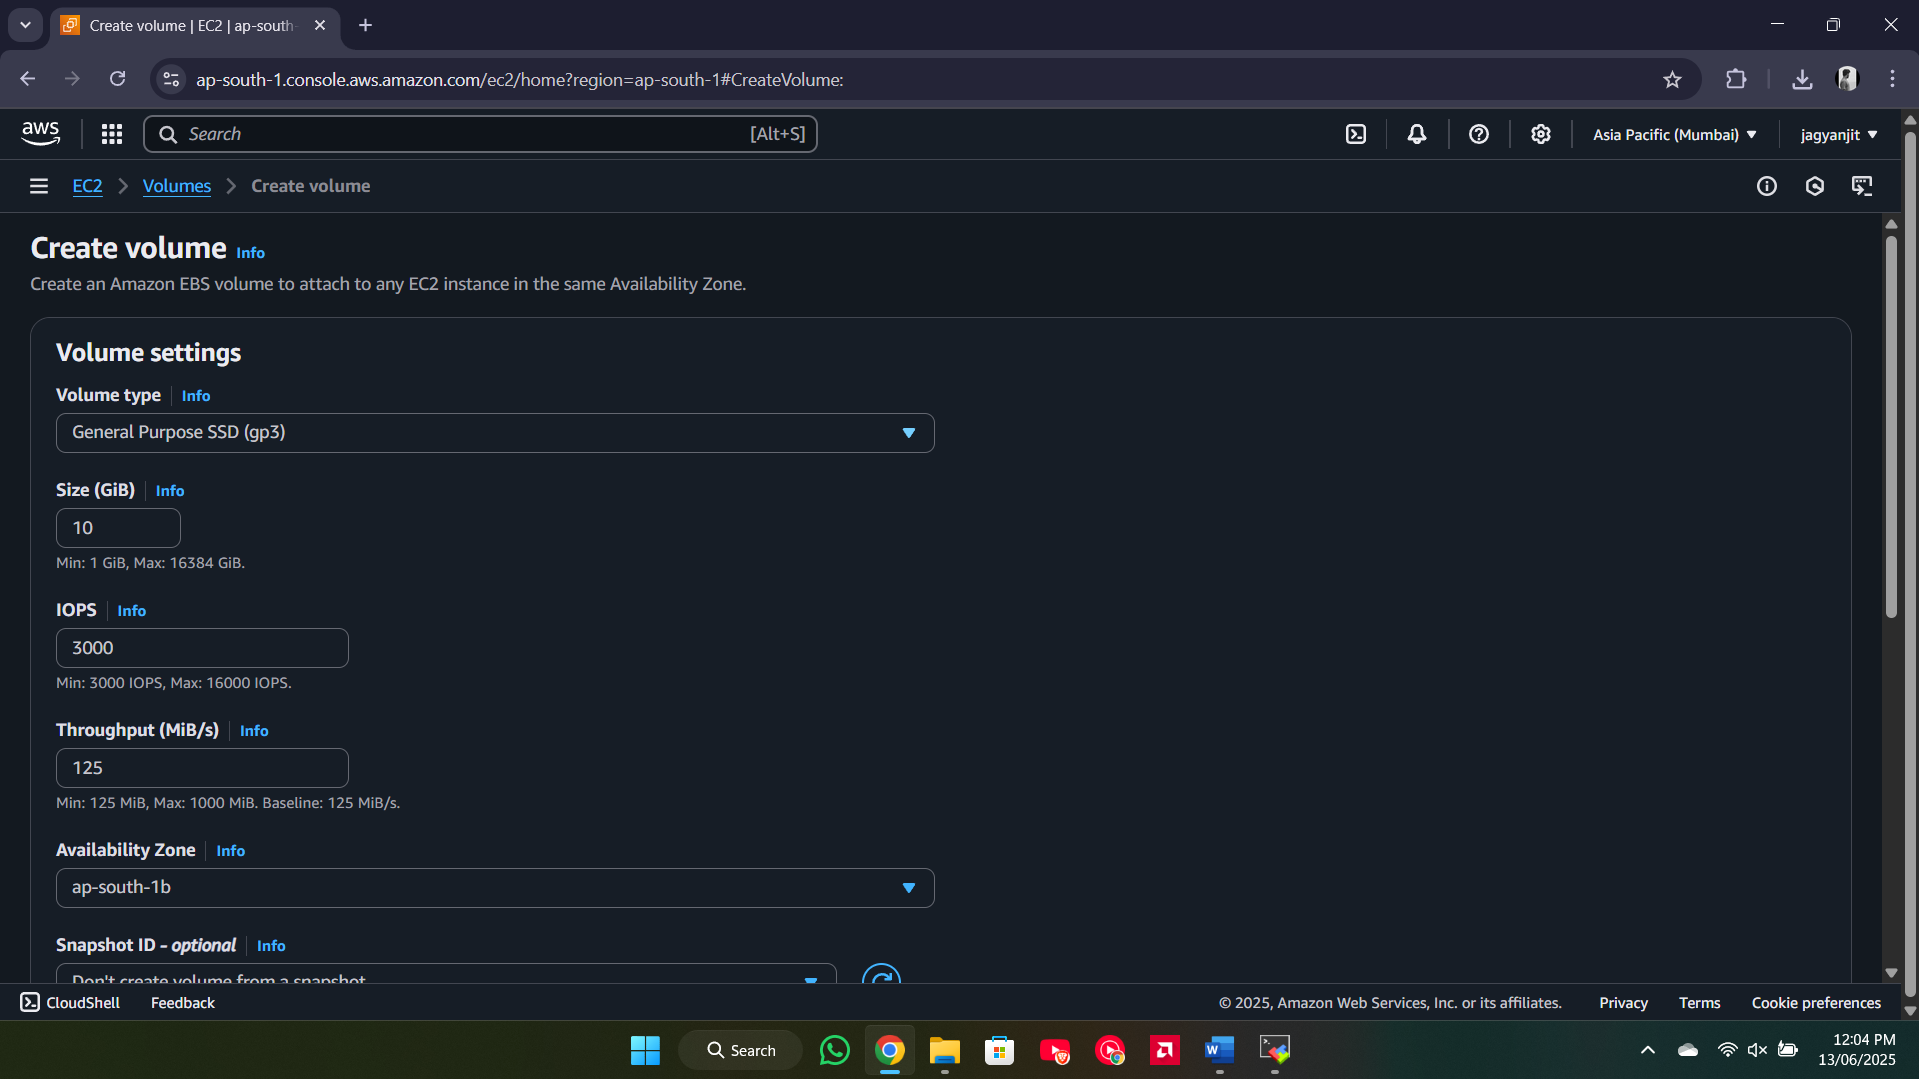 Create volume | EC2 | ap-south-
ap-south-1.console.aws.amazon.com/ec2/home?region=ap-south-1#CreateVolume:
aws
Search
[Alt+S]
Asia Pacific (Mumbai)
jagyanjit
EC2
Volumes
Create volume
Create volume Info
Create an Amazon EBS volume to attach to any EC2 instance in the same Availability Zone.
Volume settings
Volume type Info
General Purpose SSD (gp3)
Size (GiB) Info
10
Min: 1 GiB, Max: 16384 GiB.
IOPS Info
3000
Min: 3000 IOPS, Max: 16000 IOPS.
Throughput (MiB/s) Info
125
Min: 125 MiB, Max: 1000 MiB. Baseline: 125 MiB/s.
Availability Zone Info
ap-south-1b
Snapshot ID - optional Info
Don't create volume from a snapshot
CloudShell
Feedback
© 2025, Amazon Web Services, Inc. or its affiliates.
Privacy
Terms
Cookie preferences
Search
12:04 PM
13/06/2025